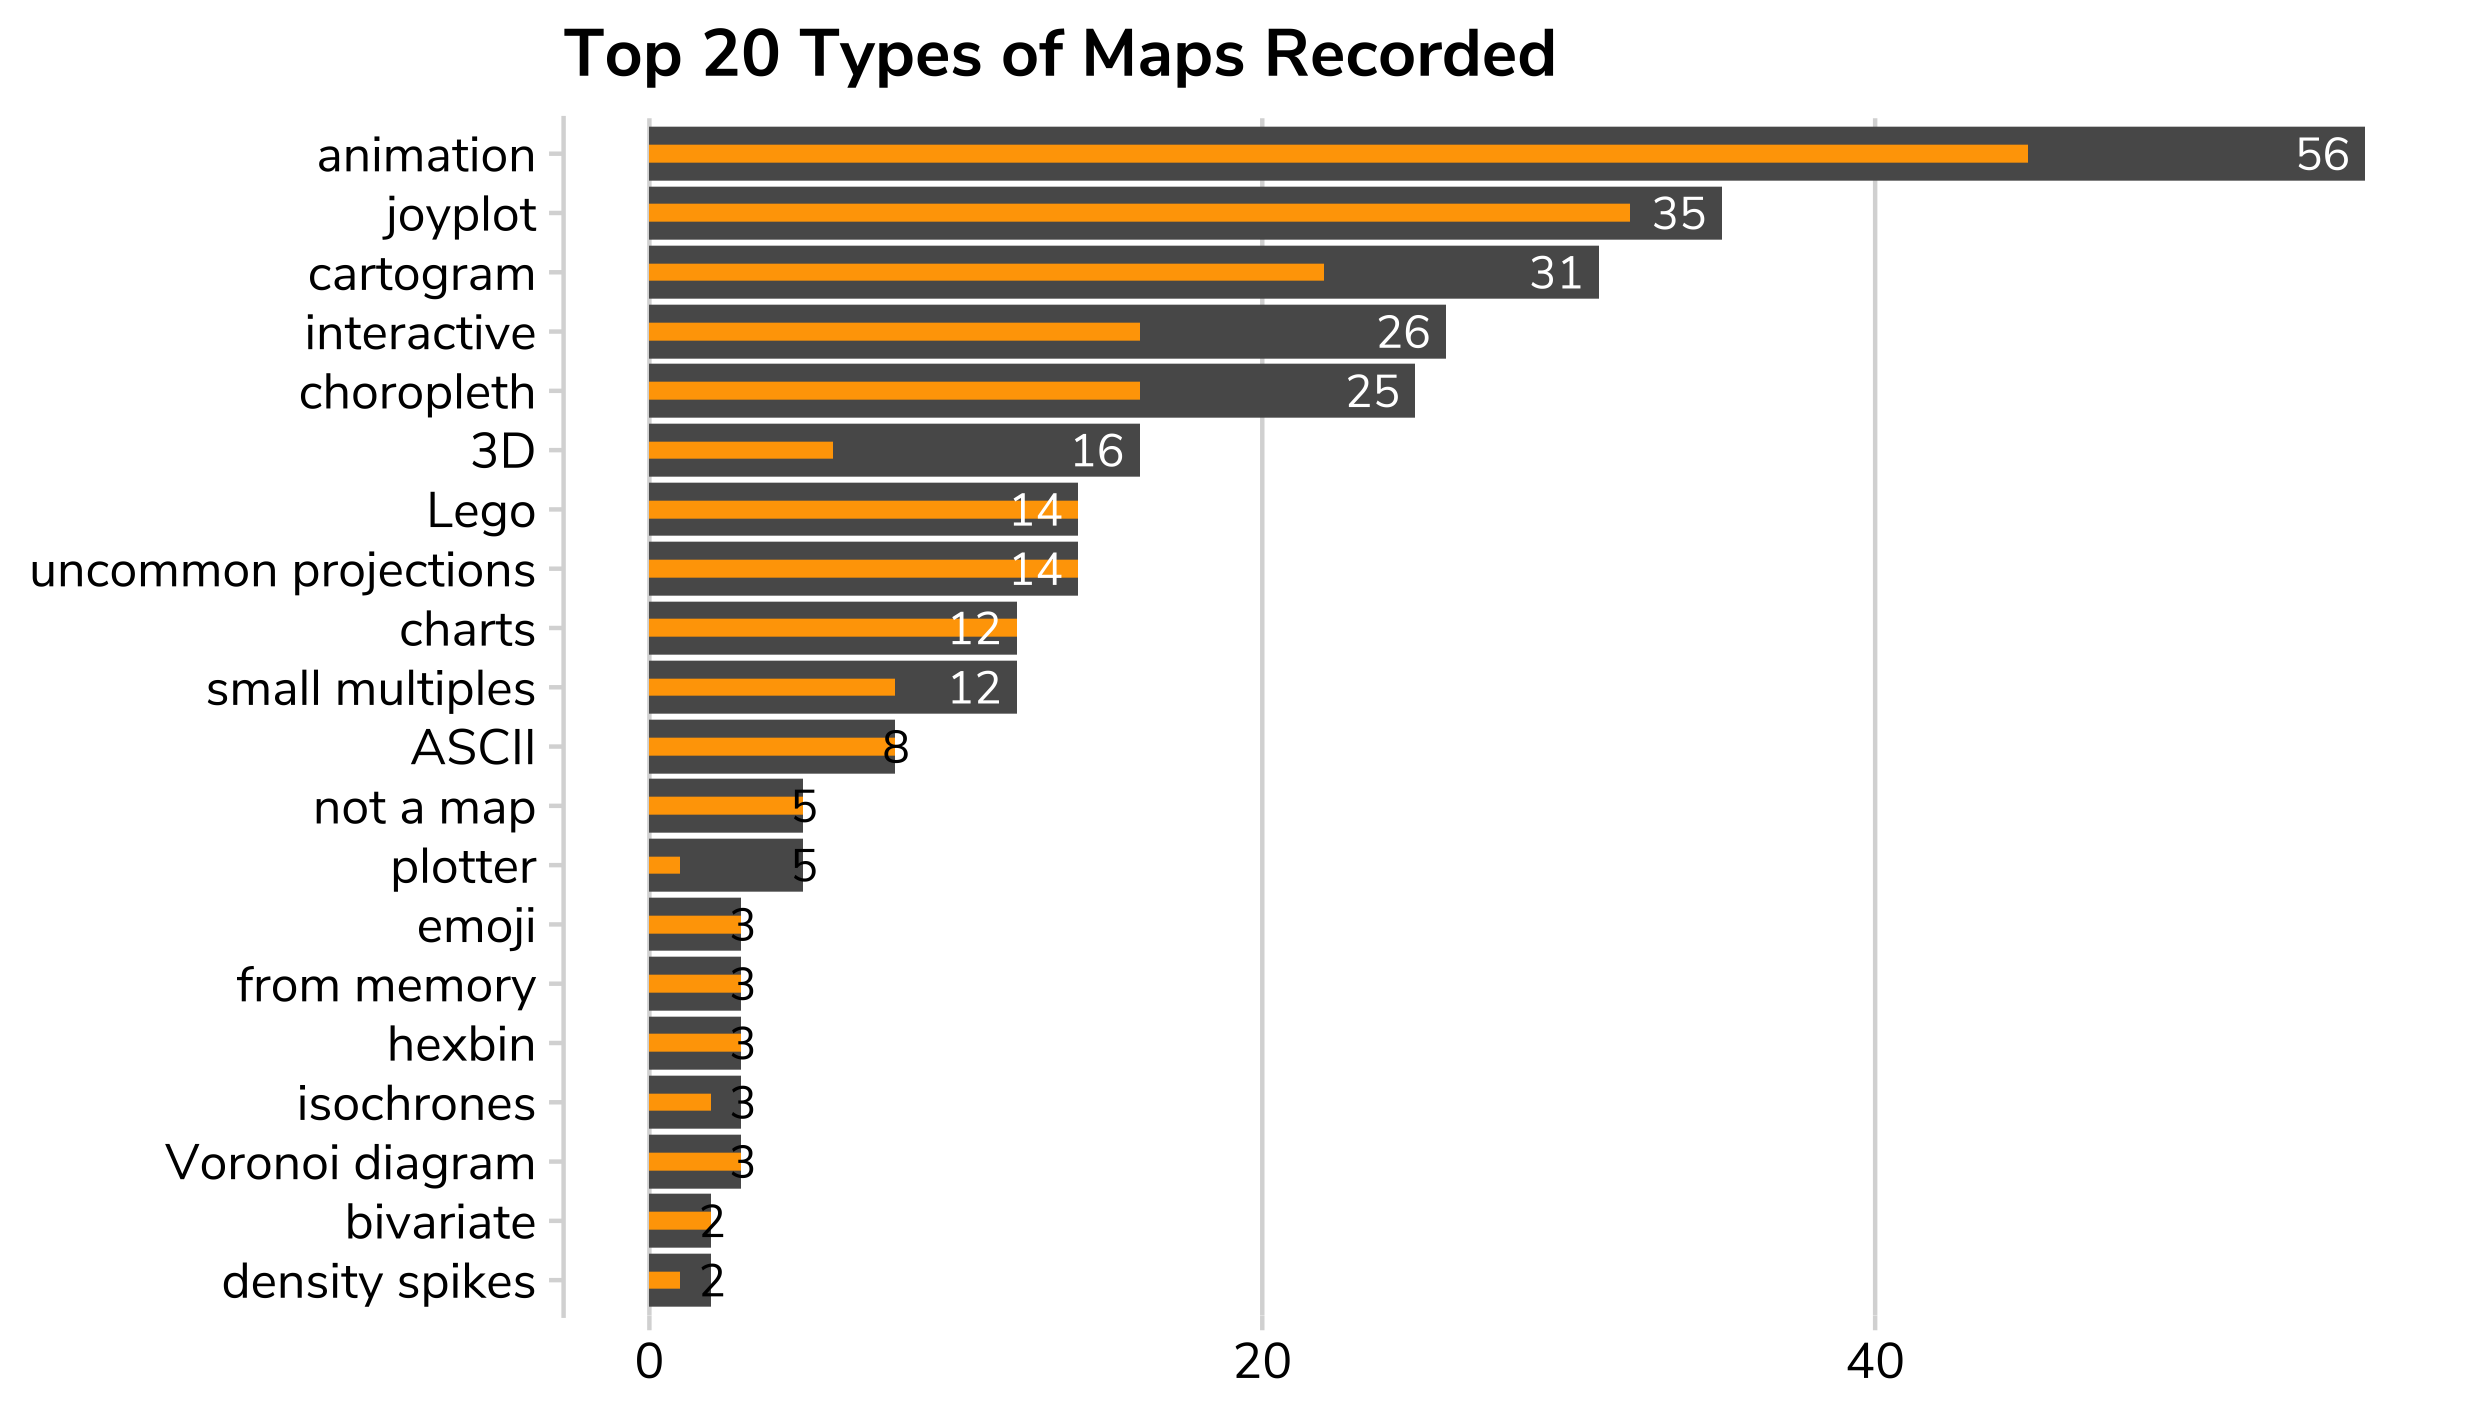 Top 20 Types of Maps Recorded
animation 56
joyplot 35
cartogram 31
interactive 26
choropleth 25
3D 16
Lego 14
uncommon projections 14
charts 12
small multiples 12
ASCII 8
not a map 5
plotter 5
emoji 3
from memory 3
hexbin 3
isochrones 3
Voronoi diagram 3
bivariate 2
density spikes 2
0 20 40